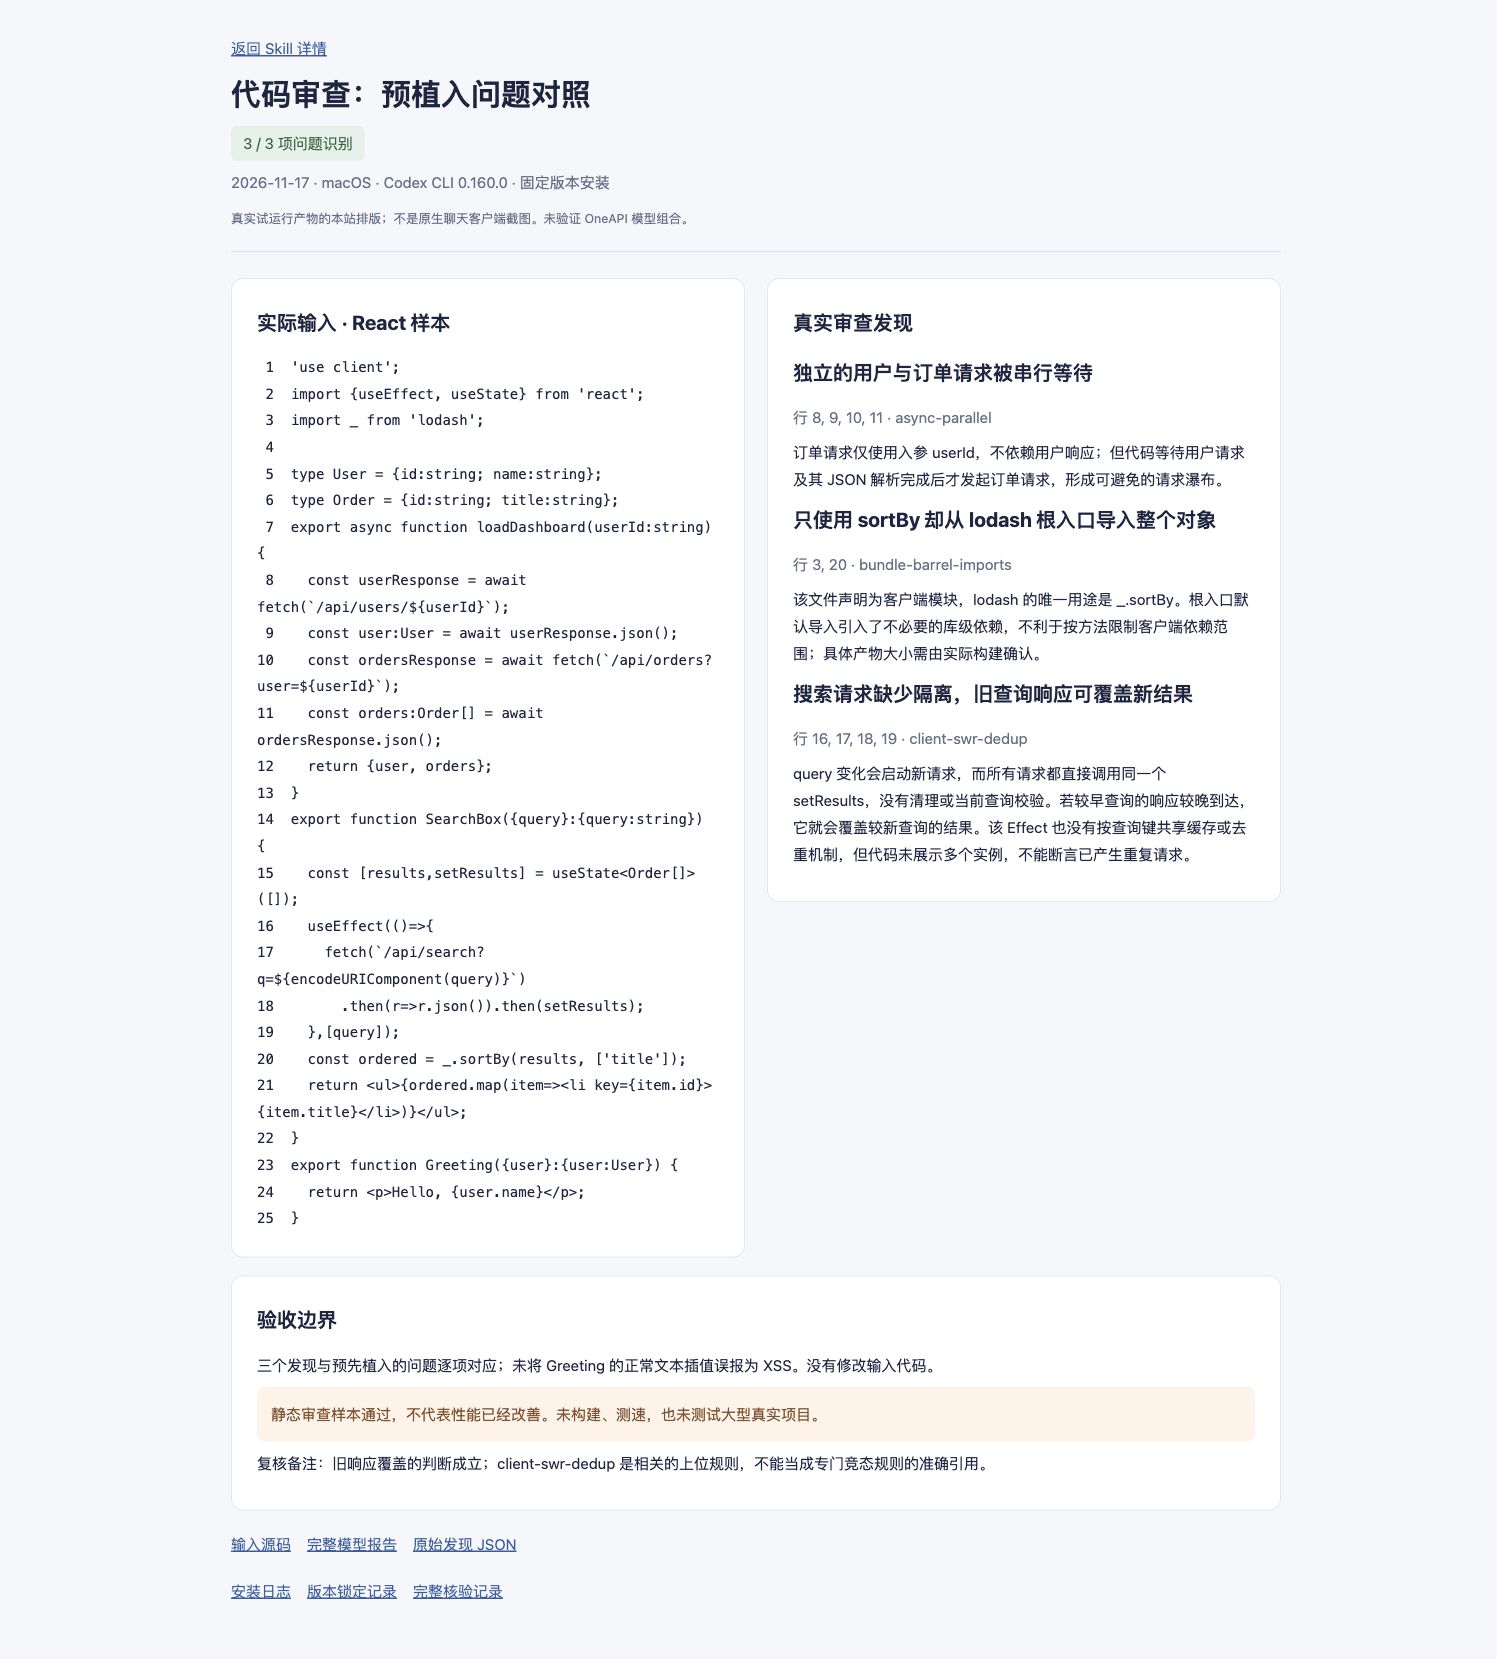 返回 Skill 详情
代码审查：预植入问题对照
3 / 3 项问题识别
2026-11-17 · macOS · Codex CLI 0.160.0 · 固定版本安装
真实试运行产物的本站排版；不是原生聊天客户端截图。未验证 OneAPI 模型组合。
实际输入 · React 样本
1  'use client';
2  import {useEffect, useState} from 'react';
3  import _ from 'lodash';
4
5  type User = {id:string; name:string};
6  type Order = {id:string; title:string};
7  export async function loadDashboard(userId:string)
{
8    const userResponse = await
fetch(`/api/users/${userId}`);
9    const user:User = await userResponse.json();
10    const ordersResponse = await fetch(`/api/orders?
user=${userId}`);
11    const orders:Order[] = await
ordersResponse.json();
12    return {user, orders};
13  }
14  export function SearchBox({query}:{query:string})
{
15    const [results,setResults] = useState<Order[]>
([]);
16    useEffect(()=>{
17      fetch(`/api/search?
q=${encodeURIComponent(query)}`)
18        .then(r=>r.json()).then(setResults);
19    },[query]);
20    const ordered = _.sortBy(results, ['title']);
21    return <ul>{ordered.map(item=><li key={item.id}>
{item.title}</li>)}</ul>;
22  }
23  export function Greeting({user}:{user:User}) {
24    return <p>Hello, {user.name}</p>;
25  }
真实审查发现
独立的用户与订单请求被串行等待
行 8, 9, 10, 11 · async-parallel
订单请求仅使用入参 userId，不依赖用户响应；但代码等待用户请求
及其 JSON 解析完成后才发起订单请求，形成可避免的请求瀑布。
只使用 sortBy 却从 lodash 根入口导入整个对象
行 3, 20 · bundle-barrel-imports
该文件声明为客户端模块，lodash 的唯一用途是 _.sortBy。根入口默
认导入引入了不必要的库级依赖，不利于按方法限制客户端依赖范
围；具体产物大小需由实际构建确认。
搜索请求缺少隔离，旧查询响应可覆盖新结果
行 16, 17, 18, 19 · client-swr-dedup
query 变化会启动新请求，而所有请求都直接调用同一个
setResults，没有清理或当前查询校验。若较早查询的响应较晚到达，
它就会覆盖较新查询的结果。该 Effect 也没有按查询键共享缓存或去
重机制，但代码未展示多个实例，不能断言已产生重复请求。
验收边界
三个发现与预先植入的问题逐项对应；未将 Greeting 的正常文本插值误报为 XSS。没有修改输入代码。
静态审查样本通过，不代表性能已经改善。未构建、测速，也未测试大型真实项目。
复核备注：旧响应覆盖的判断成立；client-swr-dedup 是相关的上位规则，不能当成专门竞态规则的准确引用。
输入源码 完整模型报告 原始发现 JSON
安装日志 版本锁定记录 完整核验记录